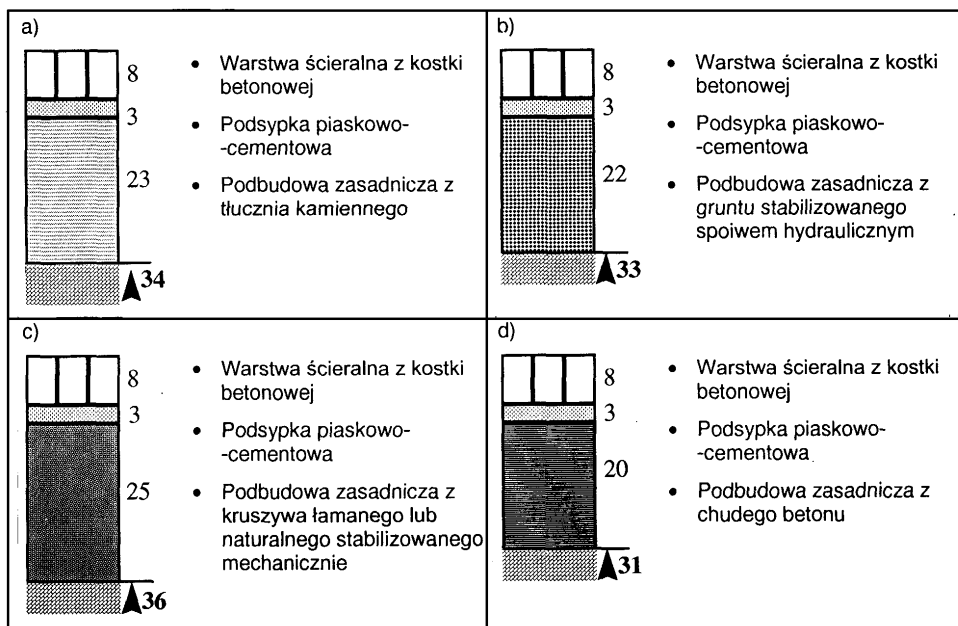 a)
8
3
23
34
• Warstwa ścieralna z kostki
betonowej
• Podsypka piaskowo-
-cementowa
• Podbudowa zasadnicza z
tłucznia kamiennego
b)
8
3
22
33
• Warstwa ścieralna z kostki
betonowej
• Podsypka piaskowo-
-cementowa
• Podbudowa zasadnicza z
gruntu stabilizowanego
spoiwem hydraulicznym
c)
8
3
25
36
• Warstwa ścieralna z kostki
betonowej
• Podsypka piaskowo-
-cementowa
• Podbudowa zasadnicza z
kruszywa łamanego lub
naturalnego stabilizowanego
mechanicznie
d)
8
3
20
31
• Warstwa ścieralna z kostki
betonowej
• Podsypka piaskowo-
-cementowa
• Podbudowa zasadnicza z
chudego betonu